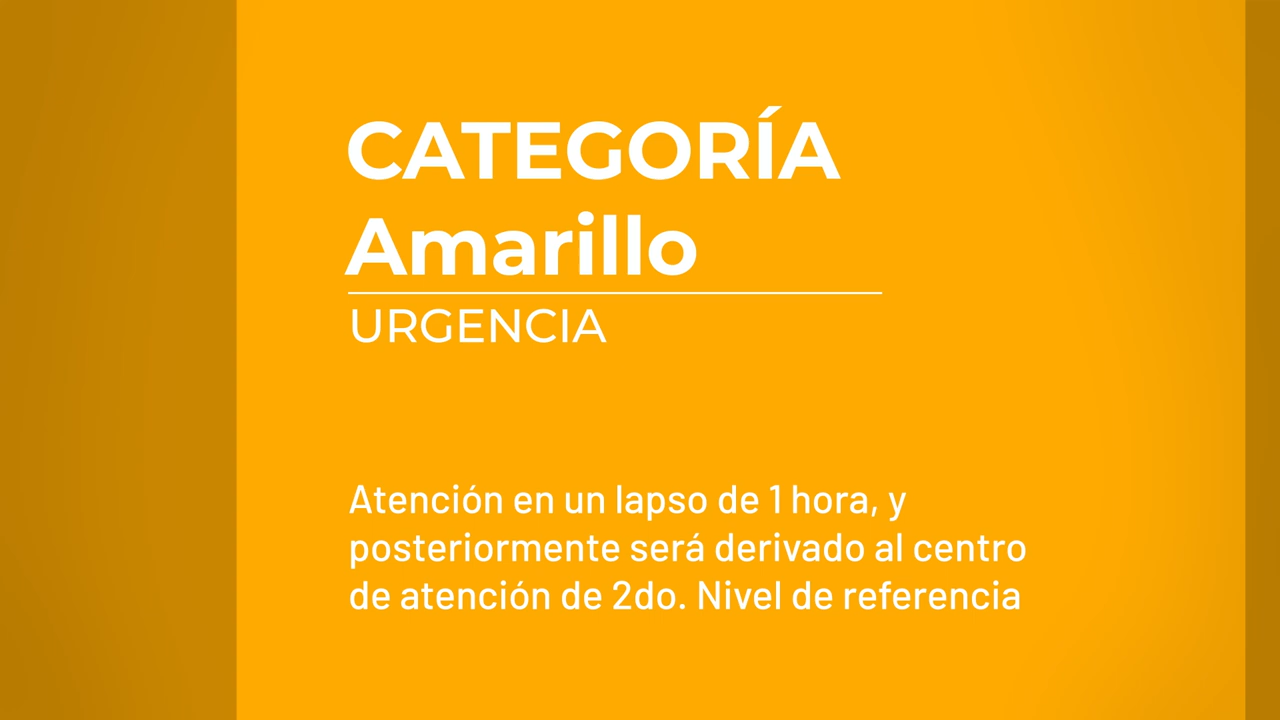 CATEGORÍA
Amarillo
URGENCIA
Atención en un lapso de 1 hora, y
posteriormente será derivado al centro
de atención de 2do. Nivel de referencia